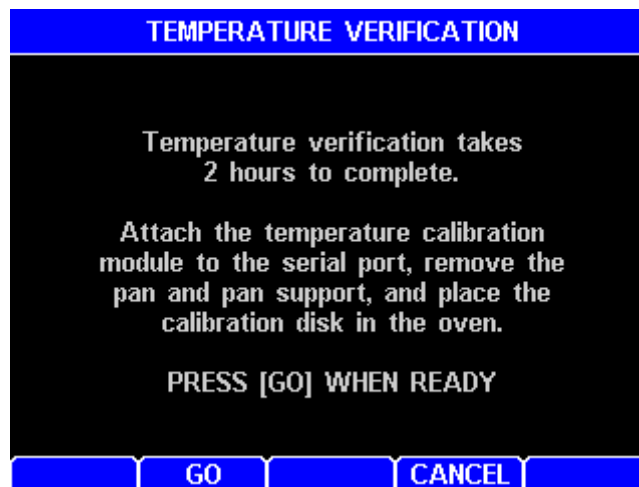 TEMPERATURE VERIFICATION
Temperature verification takes
2 hours to complete.
Attach the temperature calibration
module to the serial port, remove the
pan and pan support, and place the
calibration disk in the oven.
PRESS [GO] WHEN READY
GO
CANCEL